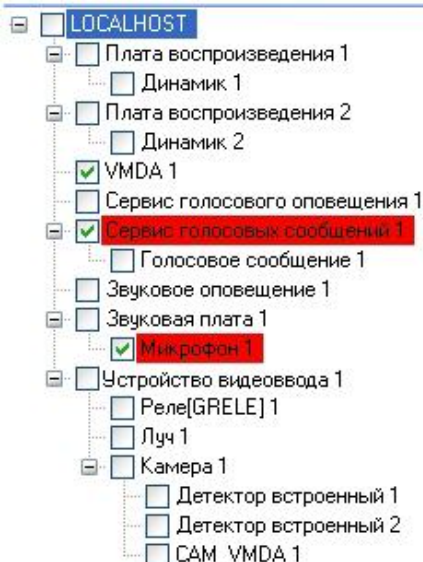 LOCALHOST
Плата воспроизведения 1
Динамик 1
Плата воспроизведения 2
Динамик 2
VMDA 1
Сервис голосового оповещения 1
Сервис голосовых сообщений 1
Голосовое сообщение 1
Звуковое оповещение 1
Звуковая плата 1
Микрофон 1
Устройство видеоввода 1
Реле[GRELE] 1
Луч 1
Камера 1
Детектор встроенный 1
Детектор встроенный 2
CAM_VMDA 1